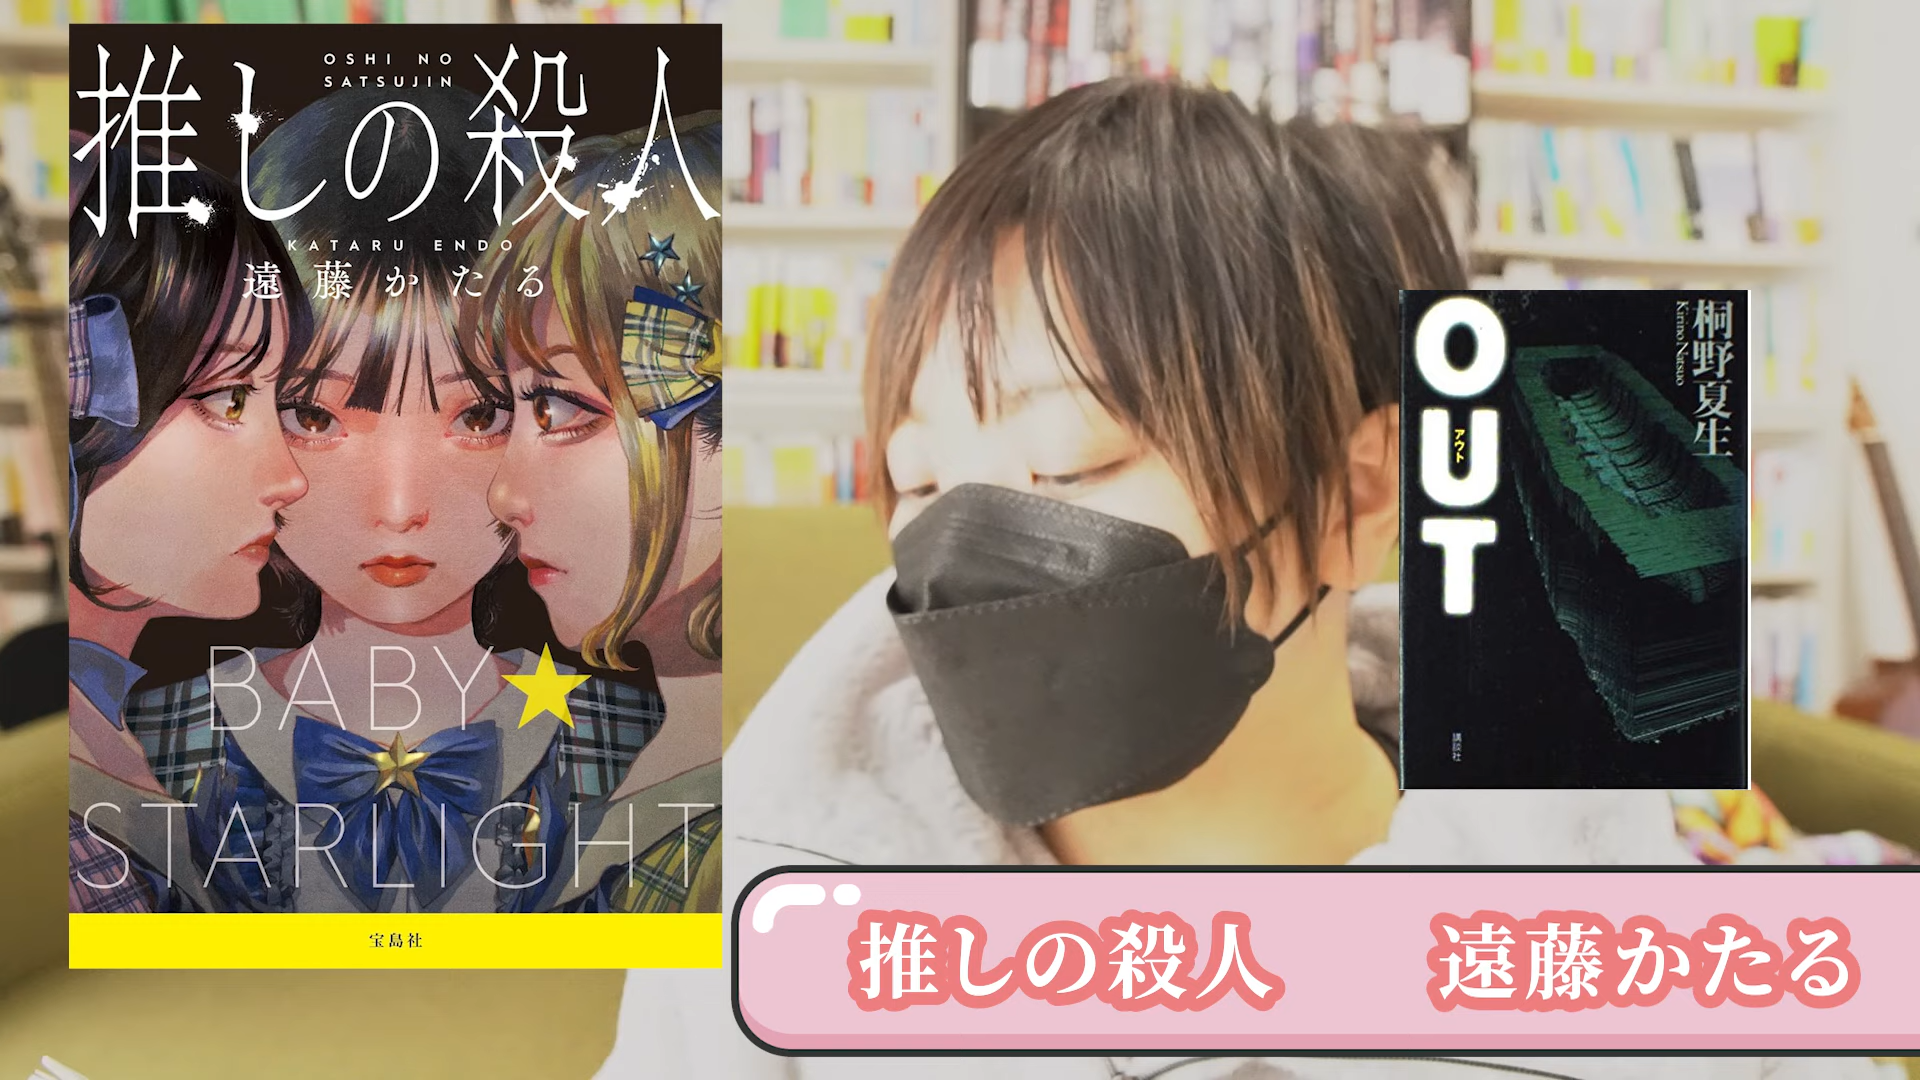 OSHI NO
SATSUJIN
推しの殺人
KATARU ENDO
遠藤かたる
BABY★
STARLIGHT
宝島社
OUT
アウト
桐野夏生
Kirino Natsuo
講談社
推しの殺人 遠藤かたる